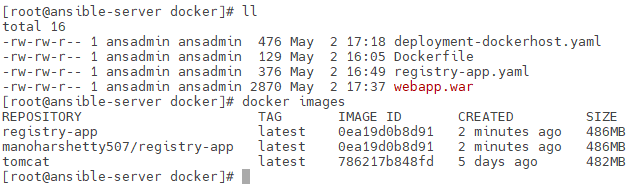 [root@ansible-server docker]# ll
total 16
-rw-rw-r-- 1 ansadmin ansadmin  476 May  2 17:18 deployment-dockerhost.yaml
-rw-rw-r-- 1 ansadmin ansadmin  129 May  2 16:05 Dockerfile
-rw-rw-r-- 1 ansadmin ansadmin  376 May  2 16:49 registry-app.yaml
-rw-rw-r-- 1 ansadmin ansadmin 2870 May  2 17:37 webapp.war
[root@ansible-server docker]# docker images
REPOSITORY                     TAG       IMAGE ID       CREATED         SIZE
registry-app                   latest    0ea19d0b8d91   2 minutes ago   486MB
manoharshetty507/registry-app  latest    0ea19d0b8d91   2 minutes ago   486MB
tomcat                         latest    786217b848fd   5 days ago      482MB
[root@ansible-server docker]#